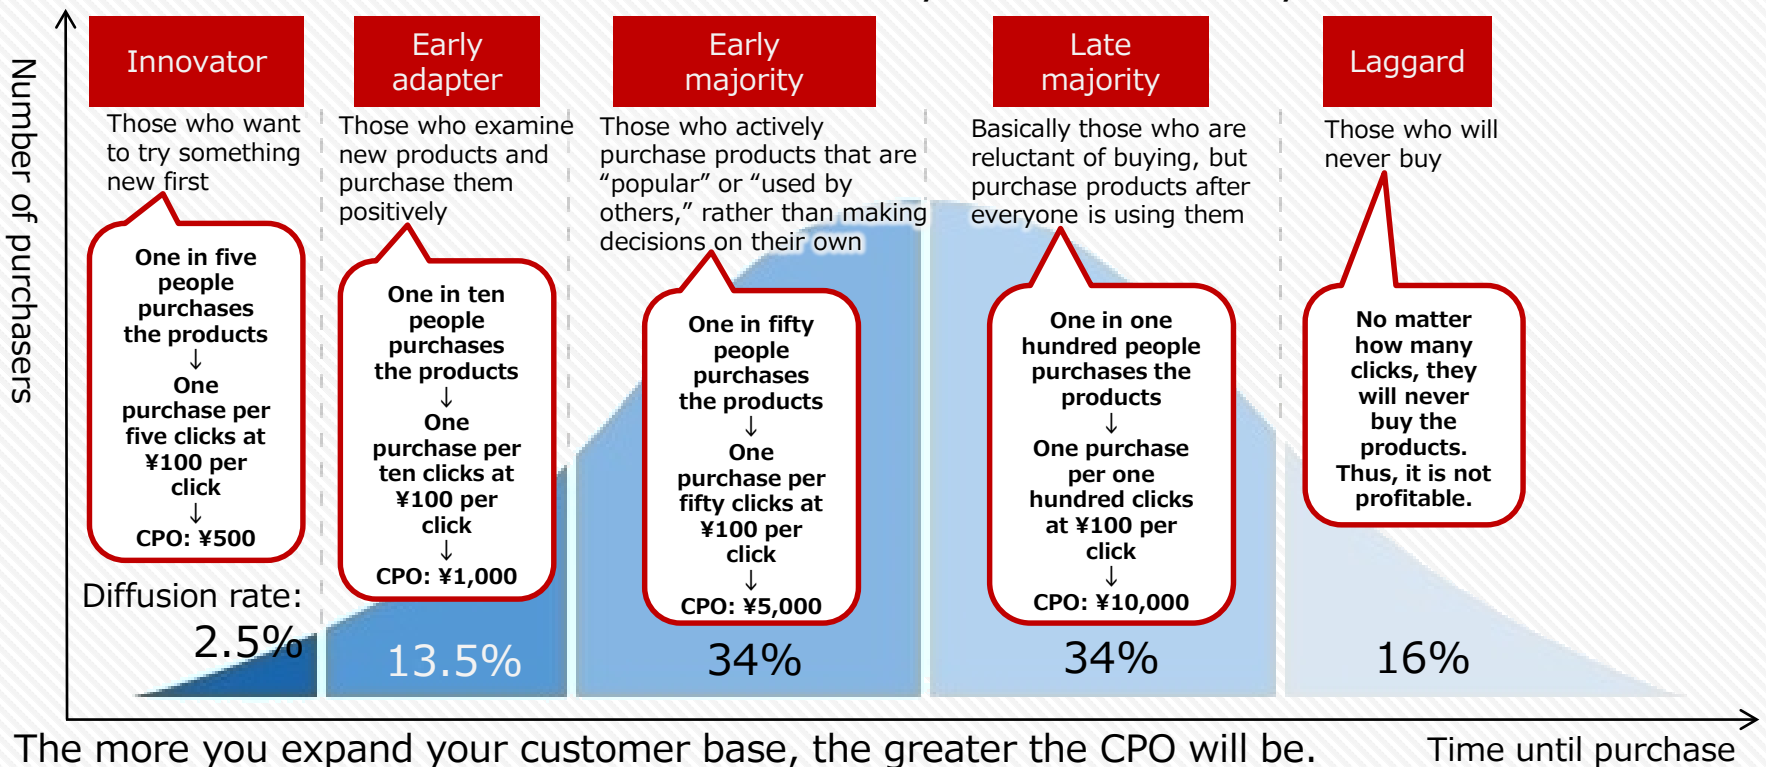 Number of purchasers
Innovator
Those who want
to try something
new first
One in five
people
purchases
the products
↓
One
purchase per
five clicks at
¥100 per
click
↓
CPO: ¥500
Diffusion rate:
2.5%
Early
adapter
Those who examine
new products and
purchase them
positively
One in ten
people
purchases
the products
↓
One
purchase per
ten clicks at
¥100 per
click
↓
CPO: ¥1,000
13.5%
Early
majority
Those who actively
purchase products that are
“popular” or “used by
others,” rather than making
decisions on their own
One in fifty
people
purchases
the products
↓
One
purchase per
fifty clicks at
¥100 per
click
↓
CPO: ¥5,000
34%
Late
majority
Basically those who are
reluctant of buying, but
purchase products after
everyone is using them
One in one
hundred people
purchases the
products
↓
One purchase
per one
hundred clicks
at ¥100 per
click
↓
CPO: ¥10,000
34%
Laggard
Those who will
never buy
No matter
how many
clicks, they
will never
buy the
products.
Thus, it is not
profitable.
16%
The more you expand your customer base, the greater the CPO will be.
Time until purchase